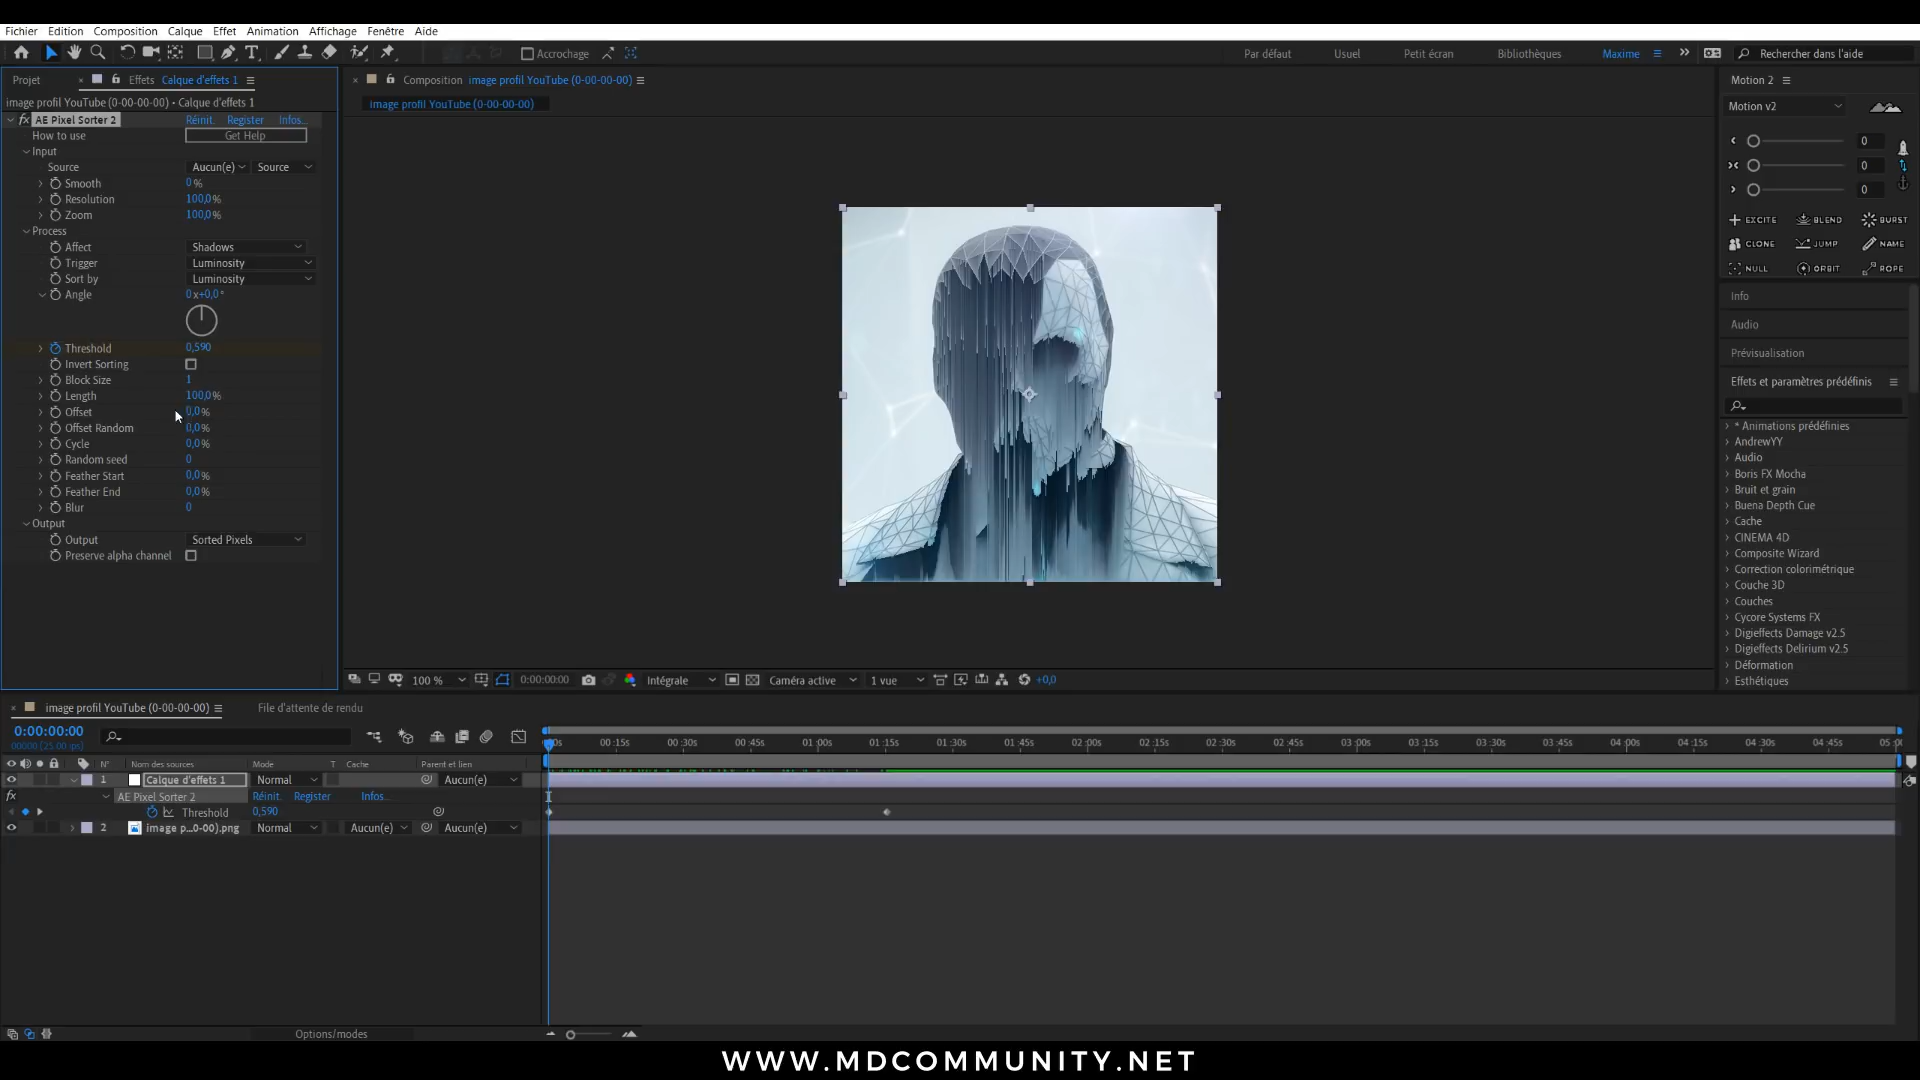 Fichier Edition Composition Calque Effet Animation Affichage Fenêtre Aide
Accrochage
Par défaut Usuel Petit écran Bibliothèques Maxime Rechercher dans l'aide
Projet Effets Calque d'effets 1
image profil YouTube (0-00-00-00) • Calque d'effets 1
fx AE Pixel Sorter 2 Réinit. Register Infos...
How to use Get Help
Input
Source Aucun(e) Source
Smooth 0 %
Resolution 100,0 %
Zoom 100,0 %
Process
Affect Shadows
Trigger Luminosity
Sort by Luminosity
Angle 0 x+0,0 °
Threshold 0,590
Invert Sorting
Block Size 1
Length 100,0 %
Offset 0,0 %
Offset Random 0,0 %
Cycle 0,0 %
Random seed 0
Feather Start 0,0 %
Feather End 0,0 %
Blur 0
Output
Output Sorted Pixels
Preserve alpha channel
Composition image profil YouTube (0-00-00-00)
image profil YouTube (0-00-00-00)
100 % 0:00:00:00 Intégrale Caméra active 1 vue +0,0
Motion 2
Motion v2
0
0
0
EXCITE BLEND BURST
CLONE JUMP NAME
NULL ORBIT ROPE
Info
Audio
Prévisualisation
Effets et paramètres prédéfinis
* Animations prédéfinies
AndrewYY
Audio
Boris FX Mocha
Bruit et grain
Buena Depth Cue
Cache
CINEMA 4D
Composite Wizard
Correction colorimétrique
Couche 3D
Couches
Cycore Systems FX
Digieffects Damage v2.5
Digieffects Delirium v2.5
Déformation
Esthétiques
image profil YouTube (0-00-00-00) File d'attente de rendu
0:00:00:00
00000 (25.00 ips)
00:15s 00:30s 00:45s 01:00s 01:15s 01:30s 01:45s 02:00s 02:15s 02:30s 02:45s 03:00s 03:15s 03:30s 03:45s 04:00s 04:15s 04:30s 04:45s
N° Nom des sources Mode T Cache Parent et lien
1 Calque d'effets 1 Normal Aucun(e)
fx AE Pixel Sorter 2 Réinit. Register Infos...
Threshold 0,590
2 image p...0-00).png Normal Aucun(e) Aucun(e)
Options/modes
WWW.MDCOMMUNITY.NET